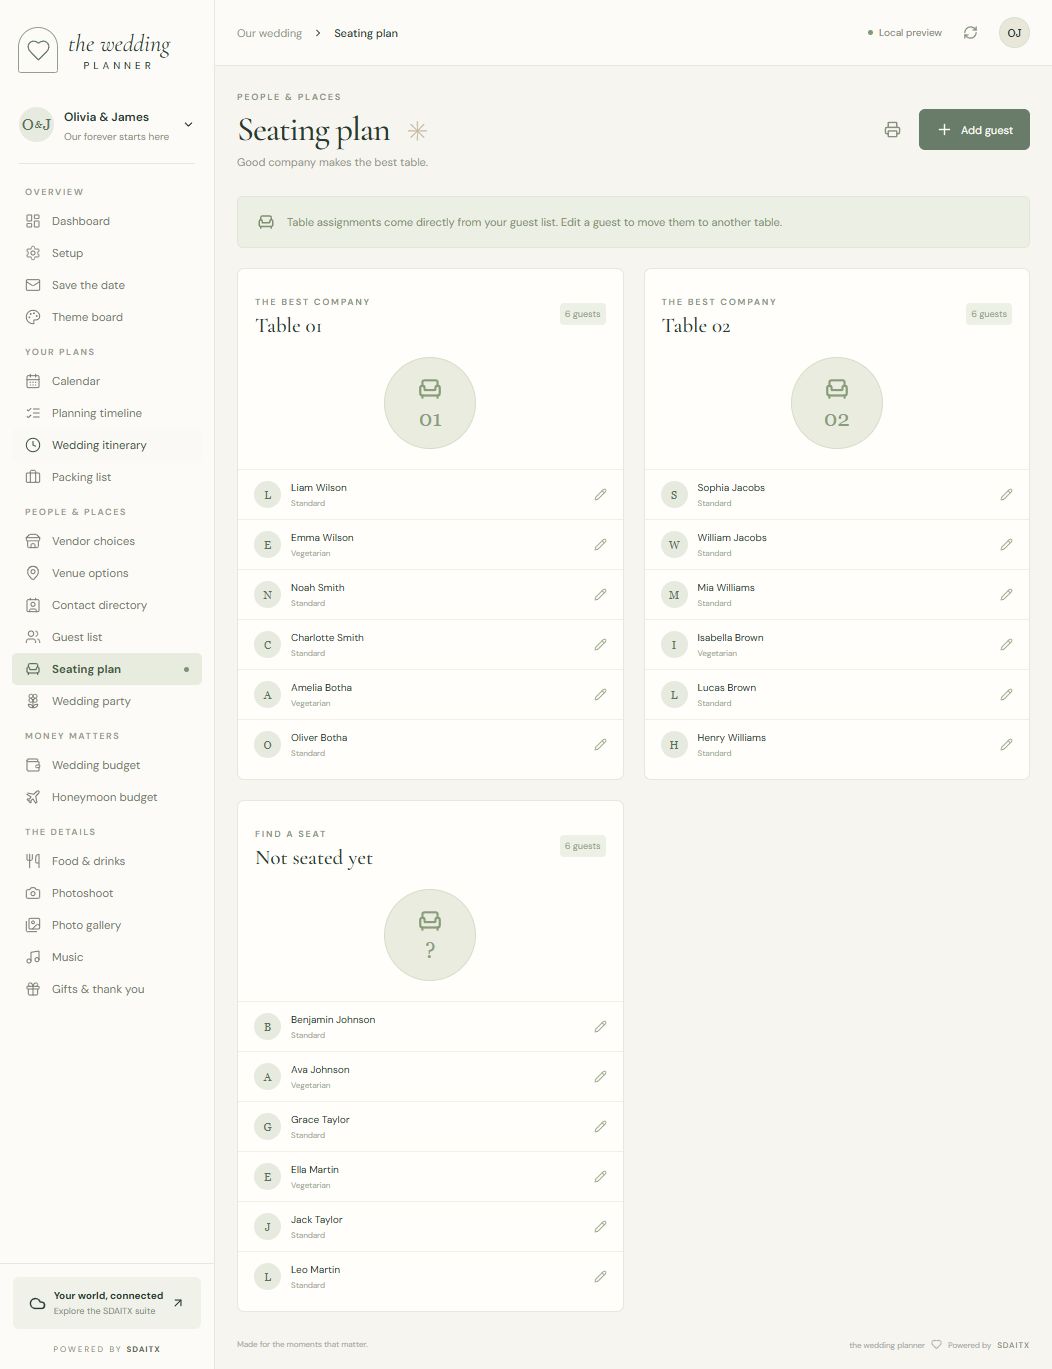 the wedding
PLANNER
O&J
Olivia & James
Our forever starts here
OVERVIEW
Dashboard
Setup
Save the date
Theme board
YOUR PLANS
Calendar
Planning timeline
Wedding itinerary
Packing list
PEOPLE & PLACES
Vendor choices
Venue options
Contact directory
Guest list
Seating plan
Wedding party
MONEY MATTERS
Wedding budget
Honeymoon budget
THE DETAILS
Food & drinks
Photoshoot
Photo gallery
Music
Gifts & thank you
Your world, connected
Explore the SDAITX suite
POWERED BY SDAITX
Our wedding > Seating plan
Local preview
OJ
PEOPLE & PLACES
Seating plan
Good company makes the best table.
Add guest
Table assignments come directly from your guest list. Edit a guest to move them to another table.
THE BEST COMPANY
Table 01
6 guests
01
L
Liam Wilson
Standard
E
Emma Wilson
Vegetarian
N
Noah Smith
Standard
C
Charlotte Smith
Standard
A
Amelia Botha
Vegetarian
O
Oliver Botha
Standard
THE BEST COMPANY
Table 02
6 guests
02
S
Sophia Jacobs
Standard
W
William Jacobs
Standard
M
Mia Williams
Standard
I
Isabella Brown
Vegetarian
L
Lucas Brown
Standard
H
Henry Williams
Standard
FIND A SEAT
Not seated yet
6 guests
?
B
Benjamin Johnson
Standard
A
Ava Johnson
Vegetarian
G
Grace Taylor
Standard
E
Ella Martin
Vegetarian
J
Jack Taylor
Standard
L
Leo Martin
Standard
Made for the moments that matter.
the wedding planner Powered by SDAITX